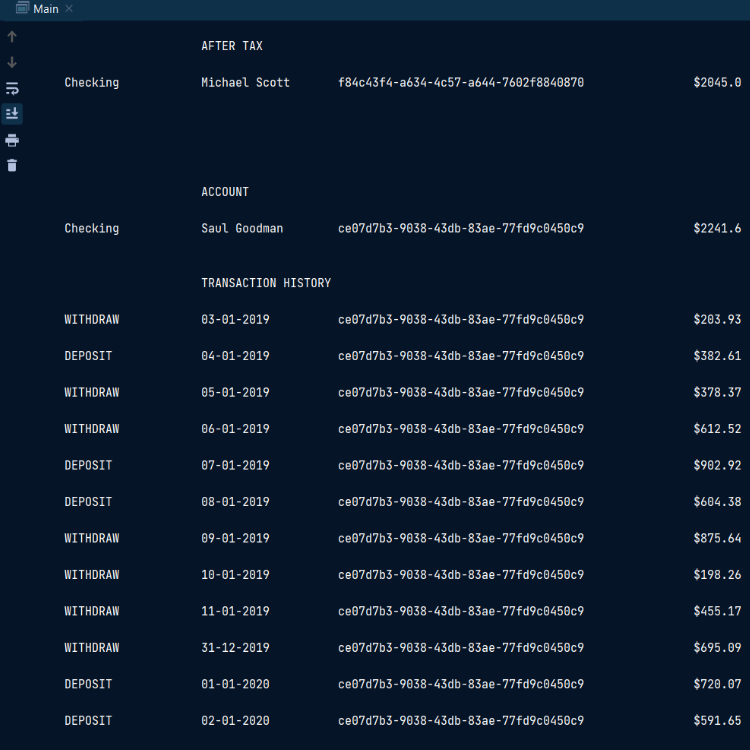 Main
AFTER TAX
Checking Michael Scott f84c43f4-a634-4c57-a644-7602f8840870 $2045.0
ACCOUNT
Checking Saul Goodman ce07d7b3-9038-43db-83ae-77fd9c0450c9 $2241.6
TRANSACTION HISTORY
WITHDRAW 03-01-2019 ce07d7b3-9038-43db-83ae-77fd9c0450c9 $203.93
DEPOSIT 04-01-2019 ce07d7b3-9038-43db-83ae-77fd9c0450c9 $382.61
WITHDRAW 05-01-2019 ce07d7b3-9038-43db-83ae-77fd9c0450c9 $378.37
WITHDRAW 06-01-2019 ce07d7b3-9038-43db-83ae-77fd9c0450c9 $612.52
DEPOSIT 07-01-2019 ce07d7b3-9038-43db-83ae-77fd9c0450c9 $902.92
DEPOSIT 08-01-2019 ce07d7b3-9038-43db-83ae-77fd9c0450c9 $604.38
WITHDRAW 09-01-2019 ce07d7b3-9038-43db-83ae-77fd9c0450c9 $875.64
WITHDRAW 10-01-2019 ce07d7b3-9038-43db-83ae-77fd9c0450c9 $198.26
WITHDRAW 11-01-2019 ce07d7b3-9038-43db-83ae-77fd9c0450c9 $455.17
WITHDRAW 31-12-2019 ce07d7b3-9038-43db-83ae-77fd9c0450c9 $695.09
DEPOSIT 01-01-2020 ce07d7b3-9038-43db-83ae-77fd9c0450c9 $720.07
DEPOSIT 02-01-2020 ce07d7b3-9038-43db-83ae-77fd9c0450c9 $591.65